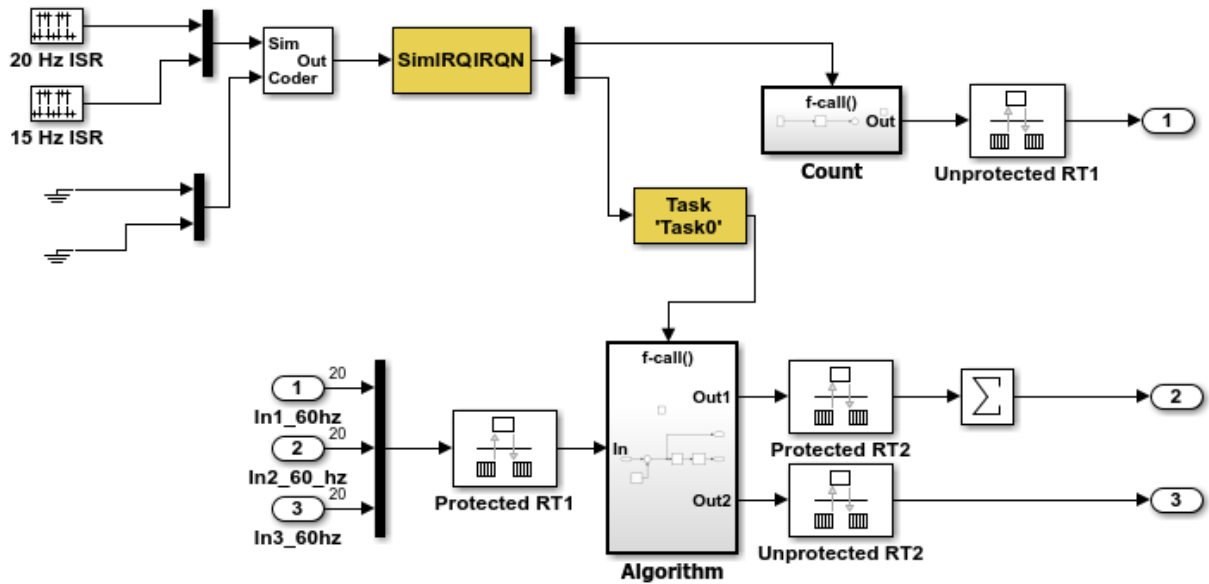 20 Hz ISR
15 Hz ISR
Sim
Out
Coder
SimIRQIRQN
f-call()
Out
Count
Unprotected RT1
1
Task
'Task0'
1
20
In1_60hz
2
20
In2_60_hz
3
20
In3_60hz
Protected RT1
f-call()
In
Out1
Out2
Algorithm
Protected RT2
Σ
2
Unprotected RT2
3